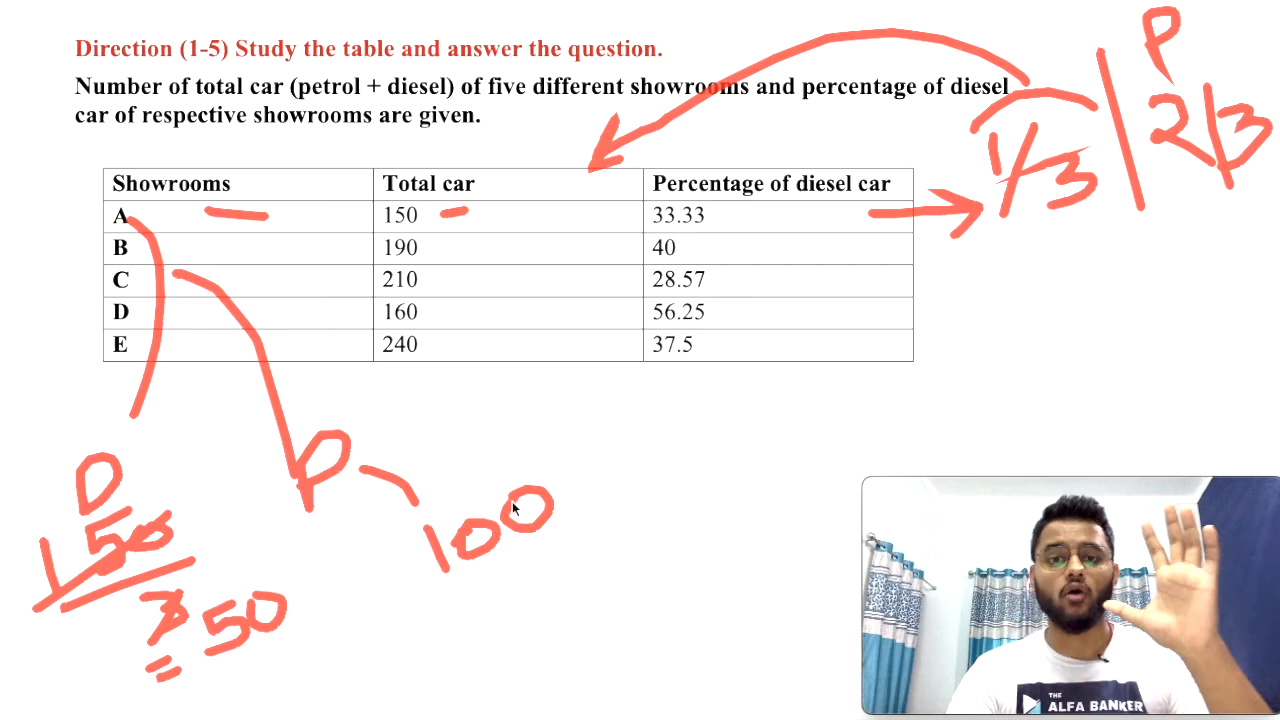 Direction (1-5) Study the table and answer the question.
Number of total car (petrol + diesel) of five different showrooms and percentage of diesel
car of respective showrooms are given.
P
1/3 | 2/3
Showrooms Total car Percentage of diesel car
A 150 33.33
B 190 40
C 210 28.57
D 160 56.25
E 240 37.5
D
P
150
100
3 50
THE
ALFA BANKER